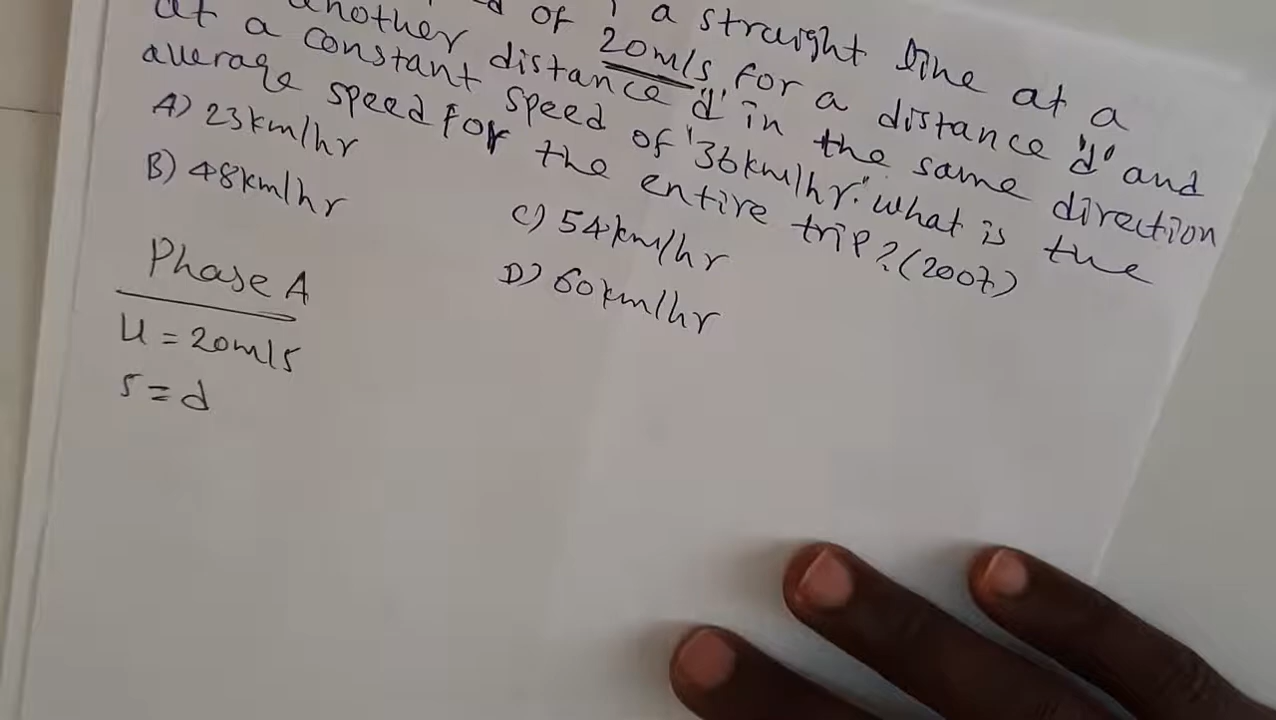 of a straight line at a
another distance 20m/s for a distance 'd' and
at a constant speed 'd' in the same direction
average speed for of '36km/hr." what is the
the entire trip? (2007)
A) 23km/hr
B) 48km/hr
C) 54km/hr
D) 60km/hr
Phase A
u = 20m/s
s = d